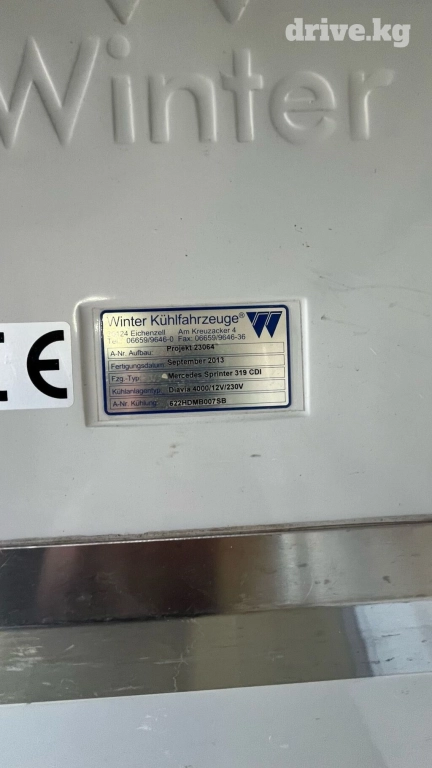 drive.kg
Winter
Winter Kühlfahrzeuge®
Eichenzell Am Kreuzacker 4
06659/9646-0 Fax: 06659/9646-36
A-Nr. Aufbau: Projekt 23064
Fertigungsdatum: September 2013
Fzg.-Typ: Mercedes Sprinter 319 CDI
Kühlanlagentyp: Diavia 4000/12V/230V
A-Nr. Kühlung: 622HDMB007SB
CE